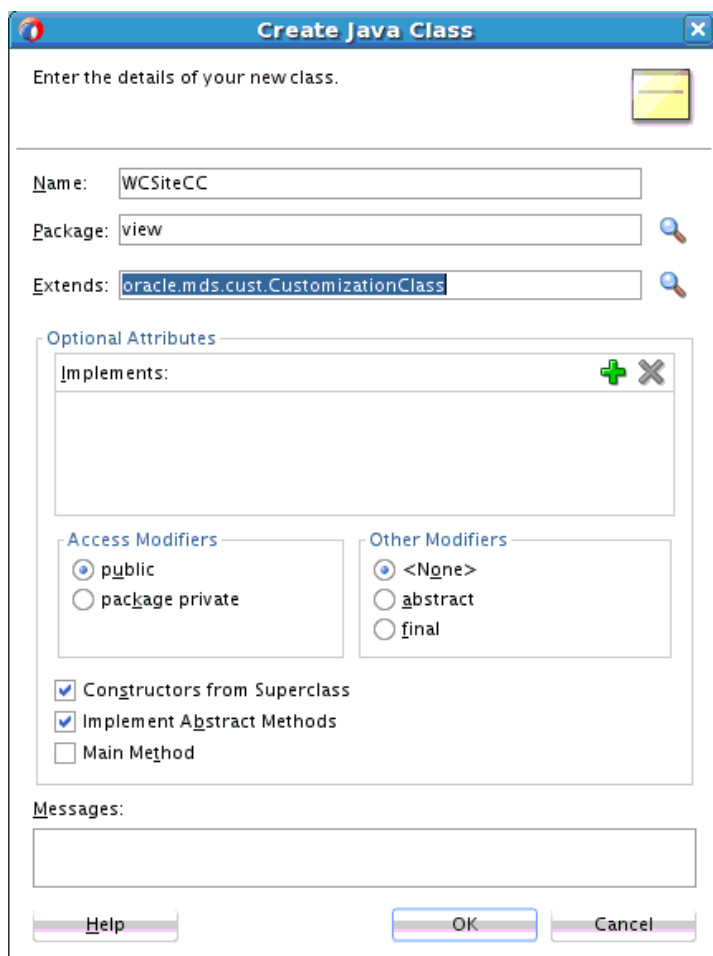 Create Java Class
Enter the details of your new class.
Name: WCSiteCC
Package: view
Extends: oracle.mds.cust.CustomizationClass
Optional Attributes
Implements:
Access Modifiers
public
package private
Other Modifiers
<None>
abstract
final
Constructors from Superclass
Implement Abstract Methods
Main Method
Messages:
Help OK Cancel